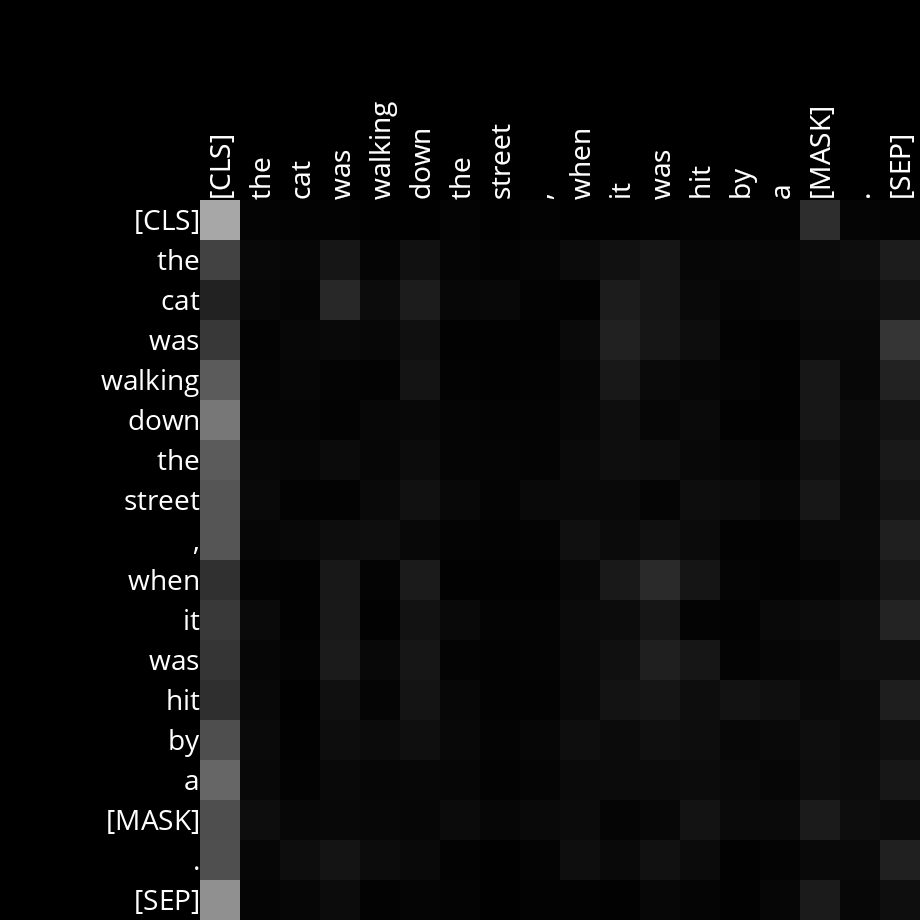 [CLS] the cat was walking down the street , when it was hit by a [MASK] . [SEP]
[CLS]
the
cat
was
walking
down
the
street
,
when
it
was
hit
by
a
[MASK]
.
[SEP]